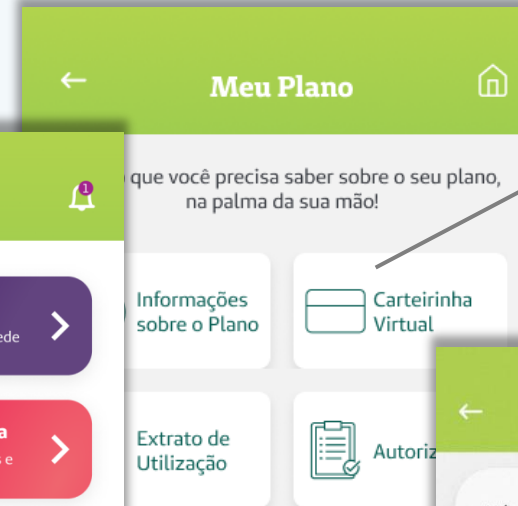 Meu Plano
1
que você precisa saber sobre o seu plano,
na palma da sua mão!
Informações
sobre o Plano
Carteirinha
Virtual
Extrato de
Utilização